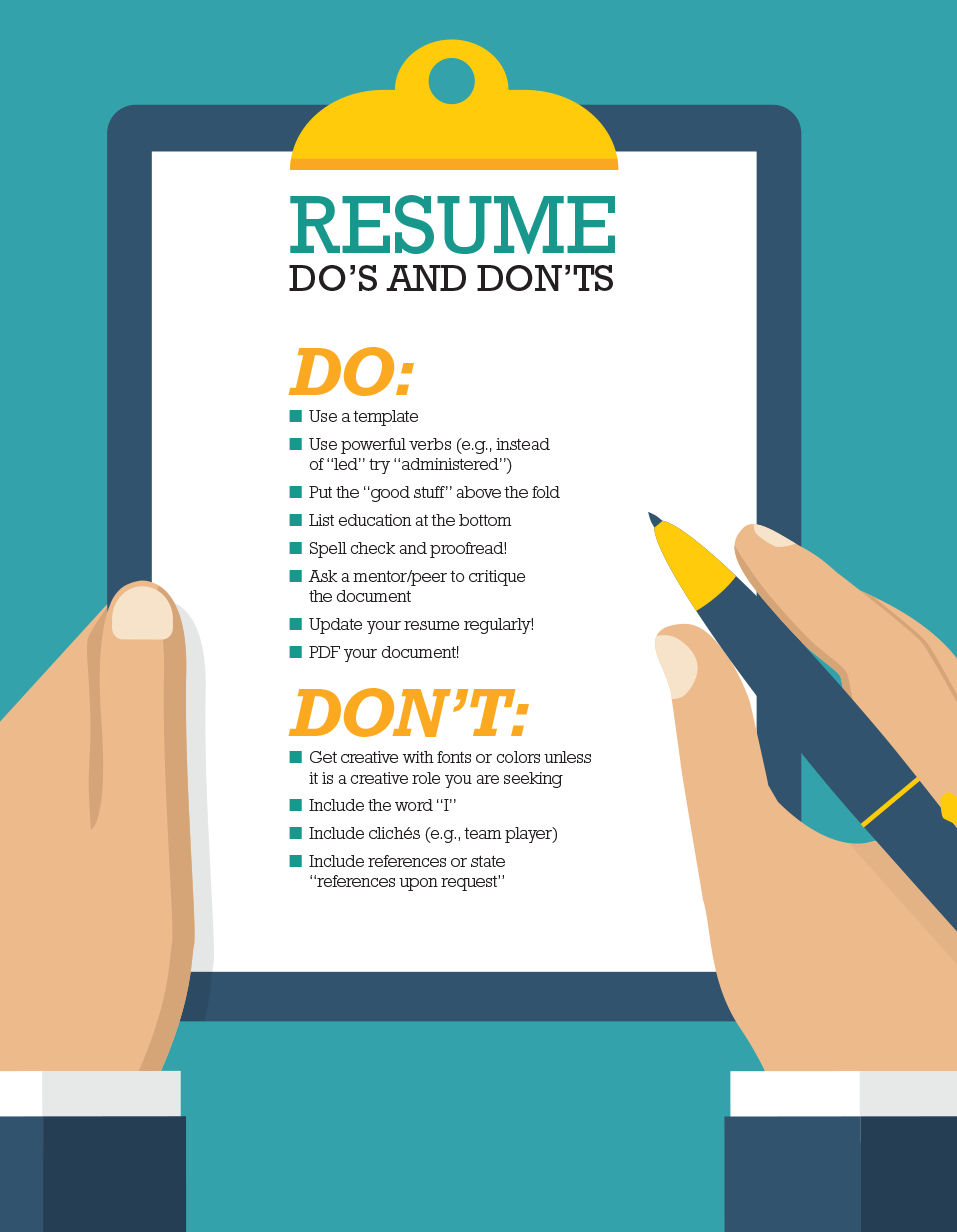 RESUME
DO’S AND DON’TS
DO:
Use a template
Use powerful verbs (e.g., instead
of “led” try “administered”)
Put the “good stuff” above the fold
List education at the bottom
Spell check and proofread!
Ask a mentor/peer to critique
the document
Update your resume regularly!
PDF your document!
DON’T:
Get creative with fonts or colors unless
it is a creative role you are seeking
Include the word “I”
Include clichés (e.g., team player)
Include references or state
“references upon request”